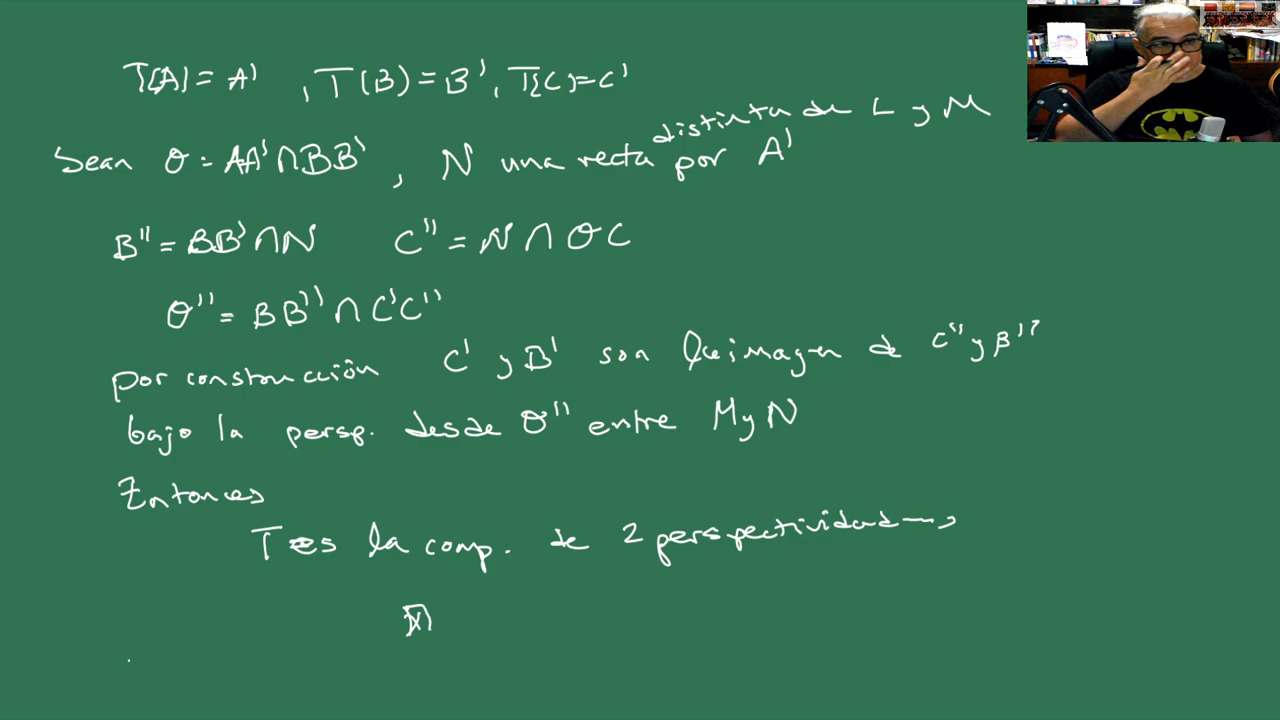 T(A) = A' , T(B) = B', T(C) = C'
Sean O = AA' ∩ BB' , N una recta distinta de L y M por A'
B'' = BB' ∩ N C'' = N ∩ OC
O'' = BB'' ∩ C'C''
por construcción C' y B' son la imagen de C'' y B''
bajo la persp. desde O'' entre M y N
Entonces
T es la comp. de 2 perspectividades